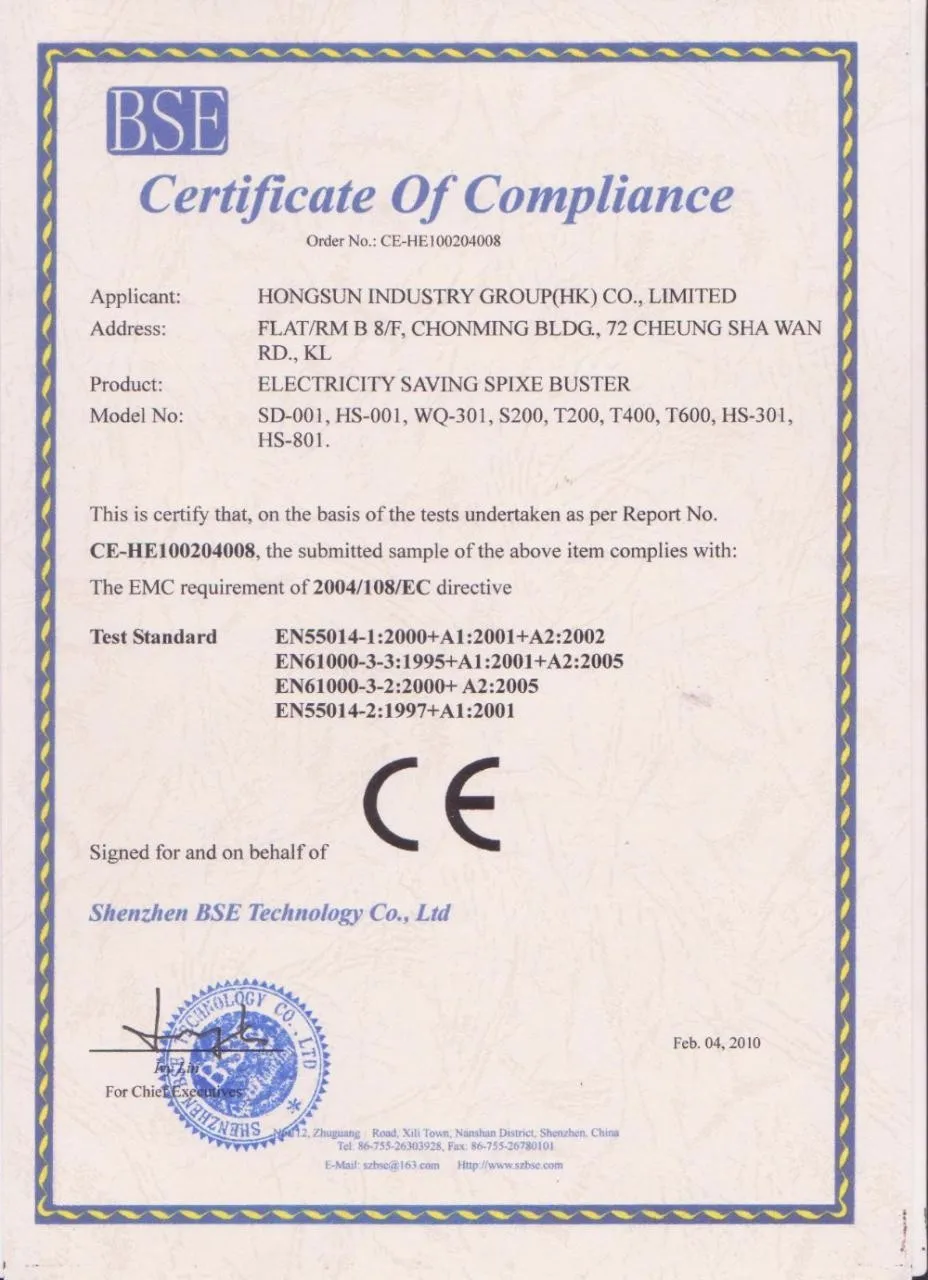 BSE
Certificate Of Compliance
Order No.: CE-HE100204008
Applicant: HONGSUN INDUSTRY GROUP(HK) CO., LIMITED
Address: FLAT/RM B 8/F, CHONMING BLDG., 72 CHEUNG SHA WAN
RD., KL
Product: ELECTRICITY SAVING SPIXE BUSTER
Model No: SD-001, HS-001, WQ-301, S200, T200, T400, T600, HS-301,
HS-801.
This is certify that, on the basis of the tests undertaken as per Report No.
CE-HE100204008, the submitted sample of the above item complies with:
The EMC requirement of 2004/108/EC directive
Test Standard EN55014-1:2000+A1:2001+A2:2002
EN61000-3-3:1995+A1:2001+A2:2005
EN61000-3-2:2000+ A2:2005
EN55014-2:1997+A1:2001
CE
Signed for and on behalf of
Shenzhen BSE Technology Co., Ltd
SHENZHEN BSE TECHNOLOGY CO., LTD
BSE
Feb. 04, 2010
Lin
For Chief Executives
Zhuguang Road, Xili Town, Nanshan District, Shenzhen, China
Tel: 86-755-26303928, Fax: 86-755-26780101
E-Mail: szbse@163.com Http://www.szbse.com